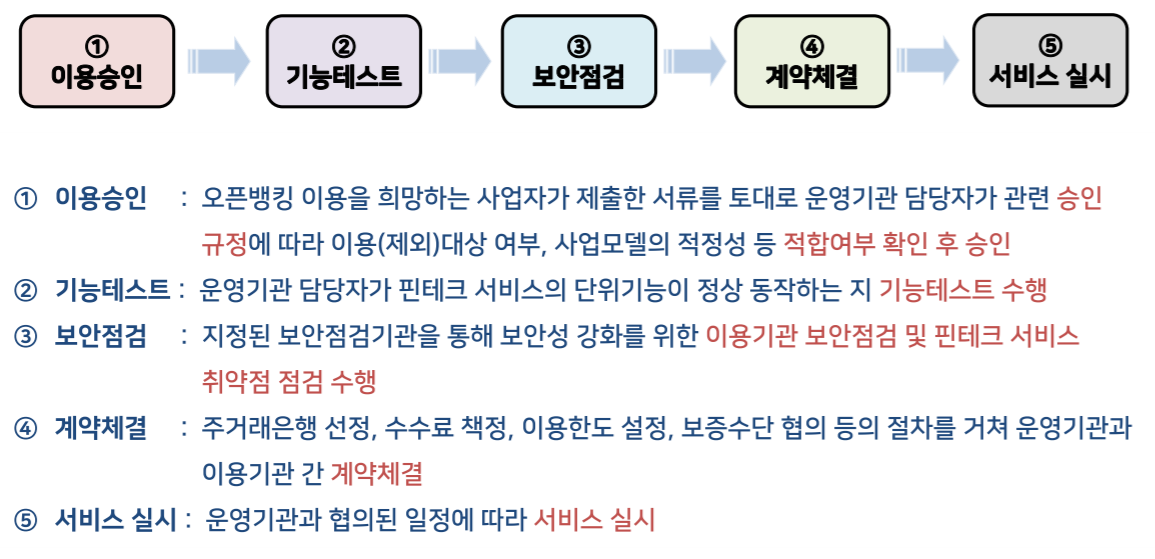 ① 이용승인
② 기능테스트
③ 보안점검
④ 계약체결
⑤ 서비스 실시
① 이용승인 : 오픈뱅킹 이용을 희망하는 사업자가 제출한 서류를 토대로 운영기관 담당자가 관련 승인
규정에 따라 이용(제외)대상 여부, 사업모델의 적정성 등 적합여부 확인 후 승인
② 기능테스트 : 운영기관 담당자가 핀테크 서비스의 단위기능이 정상 동작하는 지 기능테스트 수행
③ 보안점검 : 지정된 보안점검기관을 통해 보안성 강화를 위한 이용기관 보안점검 및 핀테크 서비스
취약점 점검 수행
④ 계약체결 : 주거래은행 선정, 수수료 책정, 이용한도 설정, 보증수단 협의 등의 절차를 거쳐 운영기관과
이용기관 간 계약체결
⑤ 서비스 실시 : 운영기관과 협의된 일정에 따라 서비스 실시